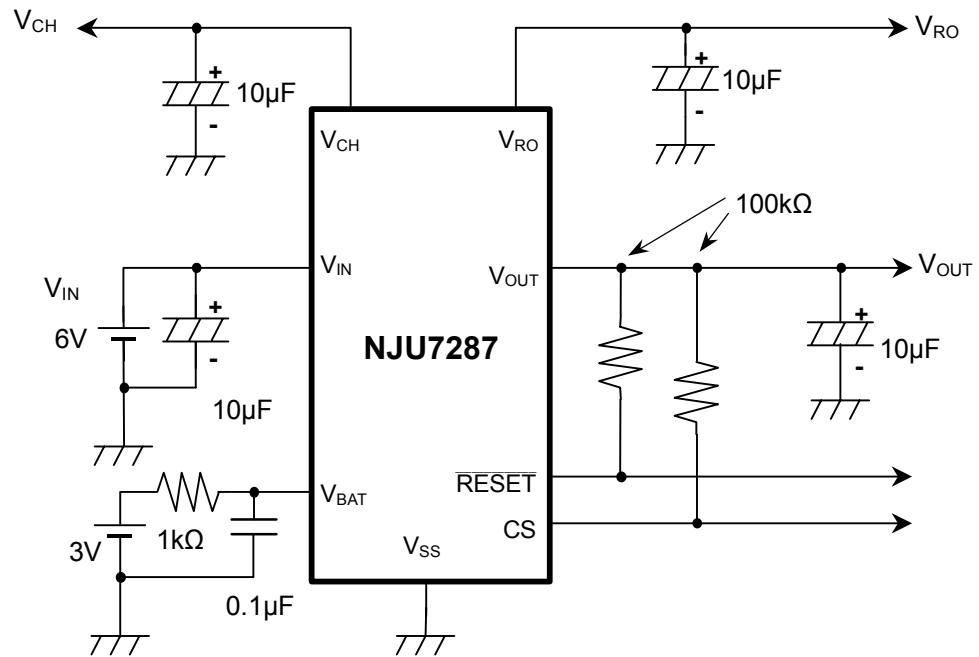 VCH
VRO
+
10µF
-
+
10µF
-
VCH
VRO
100kΩ
VIN
VOUT
VOUT
VIN
6V
+
-
10µF
NJU7287
+
10µF
-
RESET
VBAT
CS
3V
1kΩ
VSS
0.1µF